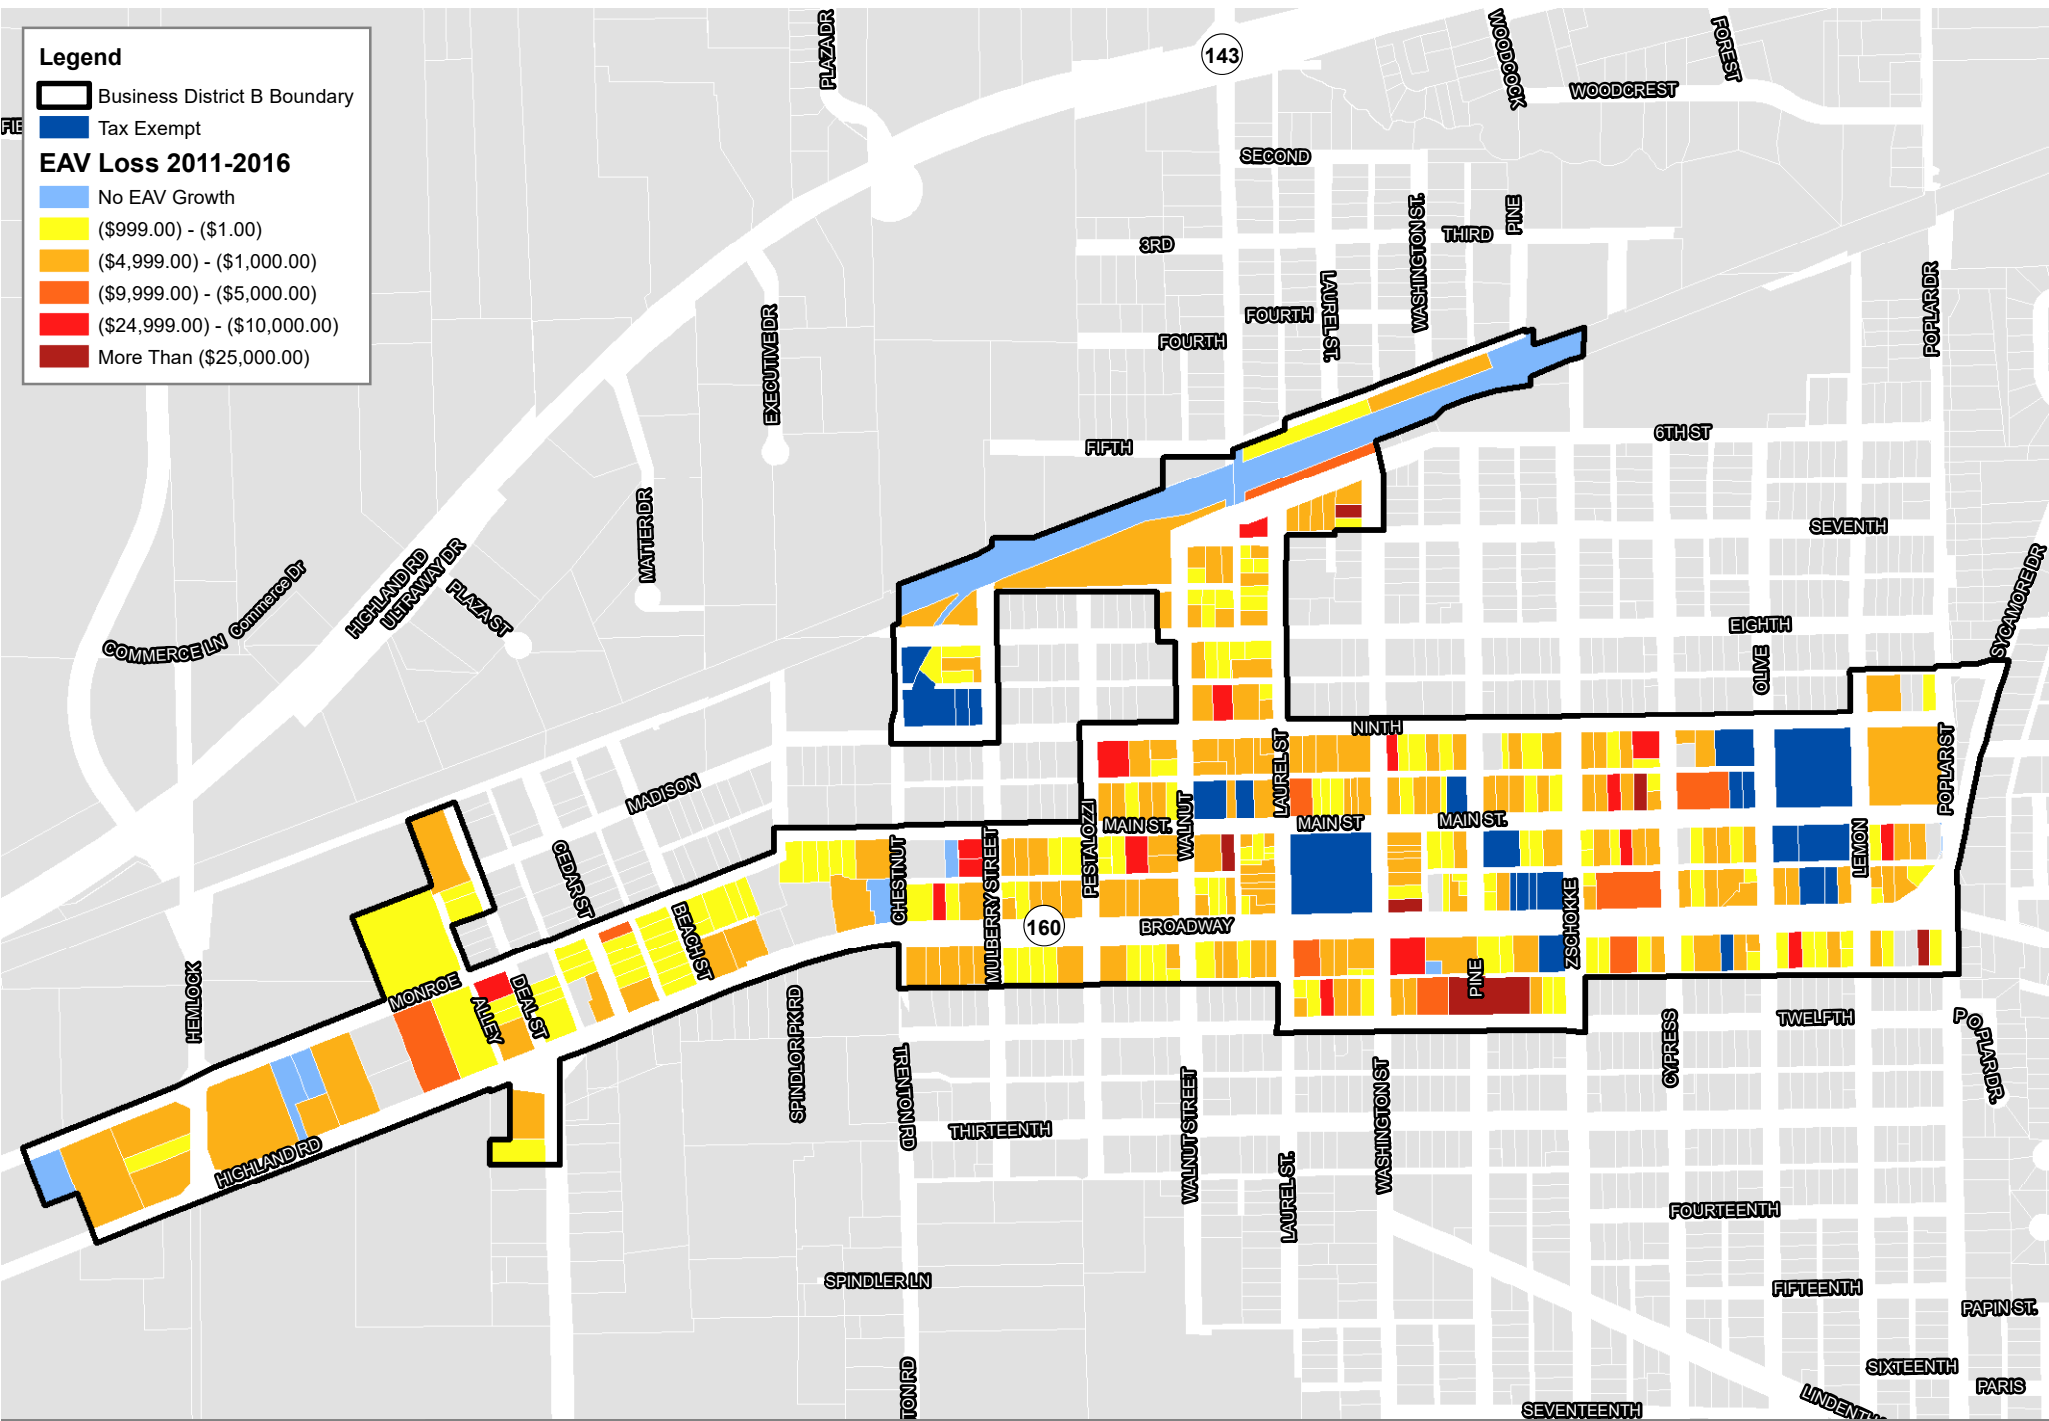 Legend
Business District B Boundary
Tax Exempt
EAV Loss 2011-2016
No EAV Growth
($999.00) - ($1.00)
($4,999.00) - ($1,000.00)
($9,999.00) - ($5,000.00)
($24,999.00) - ($10,000.00)
More Than ($25,000.00)
PLAZA DR
143
WOODCOCK
FOREST
WOODCREST
SECOND
WASHINGTON ST.
PINE
THIRD
3RD
LAUREL ST.
FOURTH
FOURTH
POPLAR DR
EXECUTIVE DR
FIFTH
6TH ST
MATTER DR
SEVENTH
HIGHLAND RD
ULTRAWAY DR
PLAZA ST
COMMERCE LN
Commerce Dr
SYCAMORE DR
EIGHTH
OLIVE
NINTH
LAUREL ST
POPLAR ST
MADISON
PESTALOZZI
WALNUT
MAIN ST.
MAIN ST
MAIN ST.
CEDAR ST
CHESTNUT
MULBERRY STREET
LEMON
ZSCHOKKE
BEACH ST
160
BROADWAY
HEMLOCK
MONROE
ALLEY
DEAL ST
PINE
SPINDLOR PK RD
TRENTON RD
CYPRESS
TWELFTH
POPLAR DR.
WALNUT STREET
WASHINGTON ST
THIRTEENTH
HIGHLAND RD
LAUREL ST.
FOURTEENTH
SPINDLER LN
FIFTEENTH
PAPIN ST.
TON RD
SIXTEENTH
PARIS
LINDENTH
SEVENTEENTH